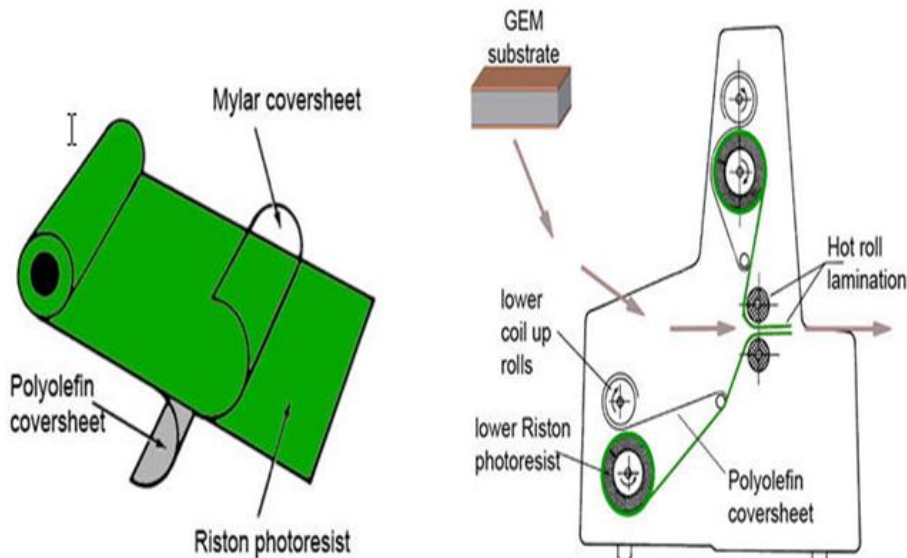 Mylar coversheet
Polyolefin
coversheet
Riston photoresist
GEM
substrate
Hot roll
lamination
lower
coil up
rolls
lower Riston
photoresist
Polyolefin
coversheet